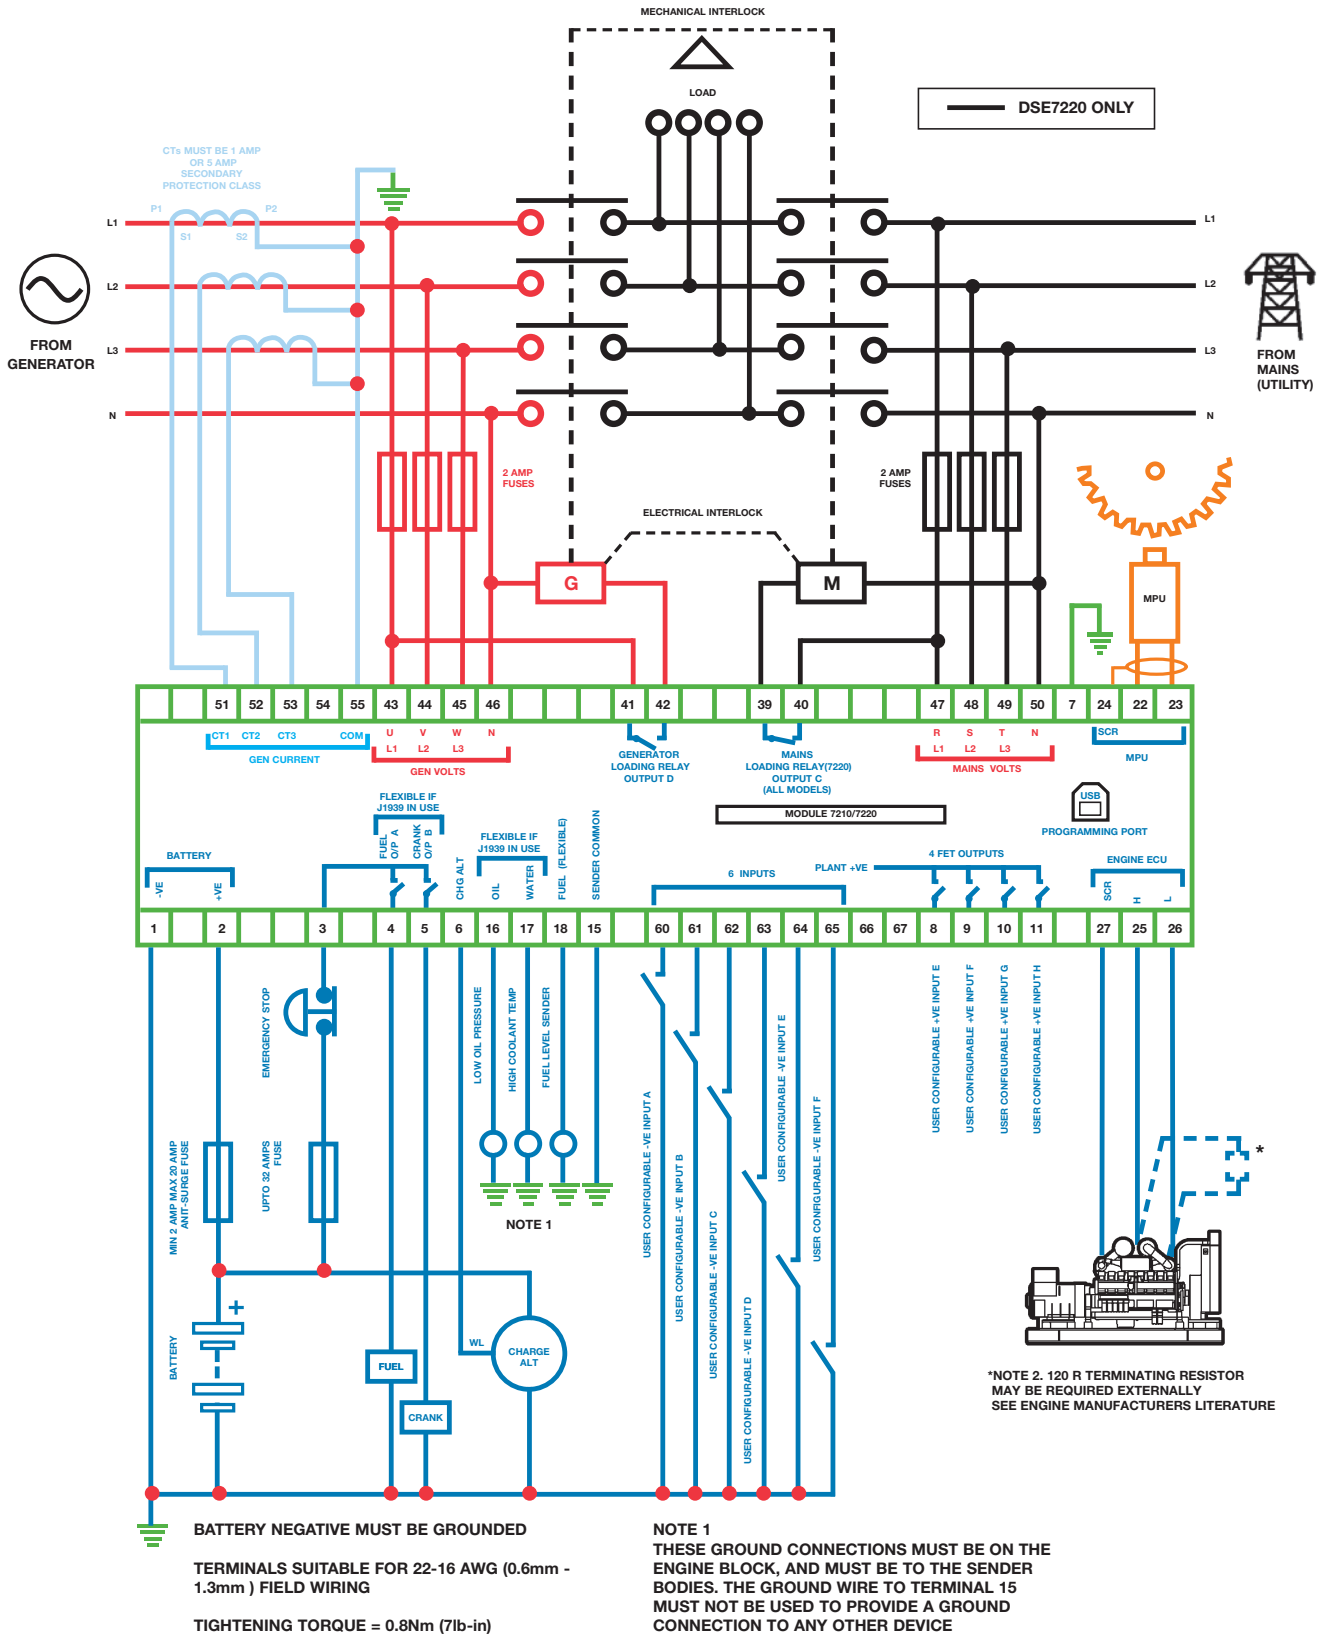 MECHANICAL INTERLOCK
LOAD
DSE7220 ONLY
CTs MUST BE 1 AMP
OR 5 AMP
SECONDARY
PROTECTION CLASS
P1
P2
S1
S2
L1
L2
L3
N
FROM
GENERATOR
L1
L2
L3
N
FROM
MAINS
(UTILITY)
2 AMP
FUSES
2 AMP
FUSES
ELECTRICAL INTERLOCK
G
M
MPU
51
52
53
54
55
43
44
45
46
41
42
39
40
47
48
49
50
7
24
22
23
CT1
CT2
CT3
COM
GEN CURRENT
U
V
W
N
L1
L2
L3
GEN VOLTS
GENERATOR
LOADING RELAY
OUTPUT D
MAINS
LOADING RELAY(7220)
OUTPUT C
(ALL MODELS)
R
S
T
N
L1
L2
L3
MAINS VOLTS
SCR
MPU
MODULE 7210/7220
USB
PROGRAMMING PORT
BATTERY
-VE
+VE
FLEXIBLE IF
J1939 IN USE
FUEL
O/P A
CRANK
O/P B
CHG ALT
FLEXIBLE IF
J1939 IN USE
OIL
WATER
FUEL (FLEXIBLE)
SENDER COMMON
6 INPUTS
PLANT +VE
4 FET OUTPUTS
ENGINE ECU
SCR
H
L
1
2
3
4
5
6
16
17
18
15
60
61
62
63
64
65
66
67
8
9
10
11
27
25
26
EMERGENCY STOP
LOW OIL PRESSURE
HIGH COOLANT TEMP
FUEL LEVEL SENDER
MIN 2 AMP MAX 20 AMP
ANIT-SURGE FUSE
UPTO 32 AMPS
FUSE
NOTE 1
USER CONFIGURABLE -VE INPUT A
USER CONFIGURABLE -VE INPUT B
USER CONFIGURABLE -VE INPUT C
USER CONFIGURABLE -VE INPUT D
USER CONFIGURABLE -VE INPUT E
USER CONFIGURABLE -VE INPUT F
USER CONFIGURABLE +VE INPUT E
USER CONFIGURABLE +VE INPUT F
USER CONFIGURABLE +VE INPUT G
USER CONFIGURABLE +VE INPUT H
*
+
BATTERY
WL
CHARGE
ALT
FUEL
CRANK
*NOTE 2. 120 R TERMINATING RESISTOR
MAY BE REQUIRED EXTERNALLY
SEE ENGINE MANUFACTURERS LITERATURE
BATTERY NEGATIVE MUST BE GROUNDED
TERMINALS SUITABLE FOR 22-16 AWG (0.6mm -
1.3mm ) FIELD WIRING
TIGHTENING TORQUE = 0.8Nm (7lb-in)
NOTE 1
THESE GROUND CONNECTIONS MUST BE ON THE
ENGINE BLOCK, AND MUST BE TO THE SENDER
BODIES. THE GROUND WIRE TO TERMINAL 15
MUST NOT BE USED TO PROVIDE A GROUND
CONNECTION TO ANY OTHER DEVICE